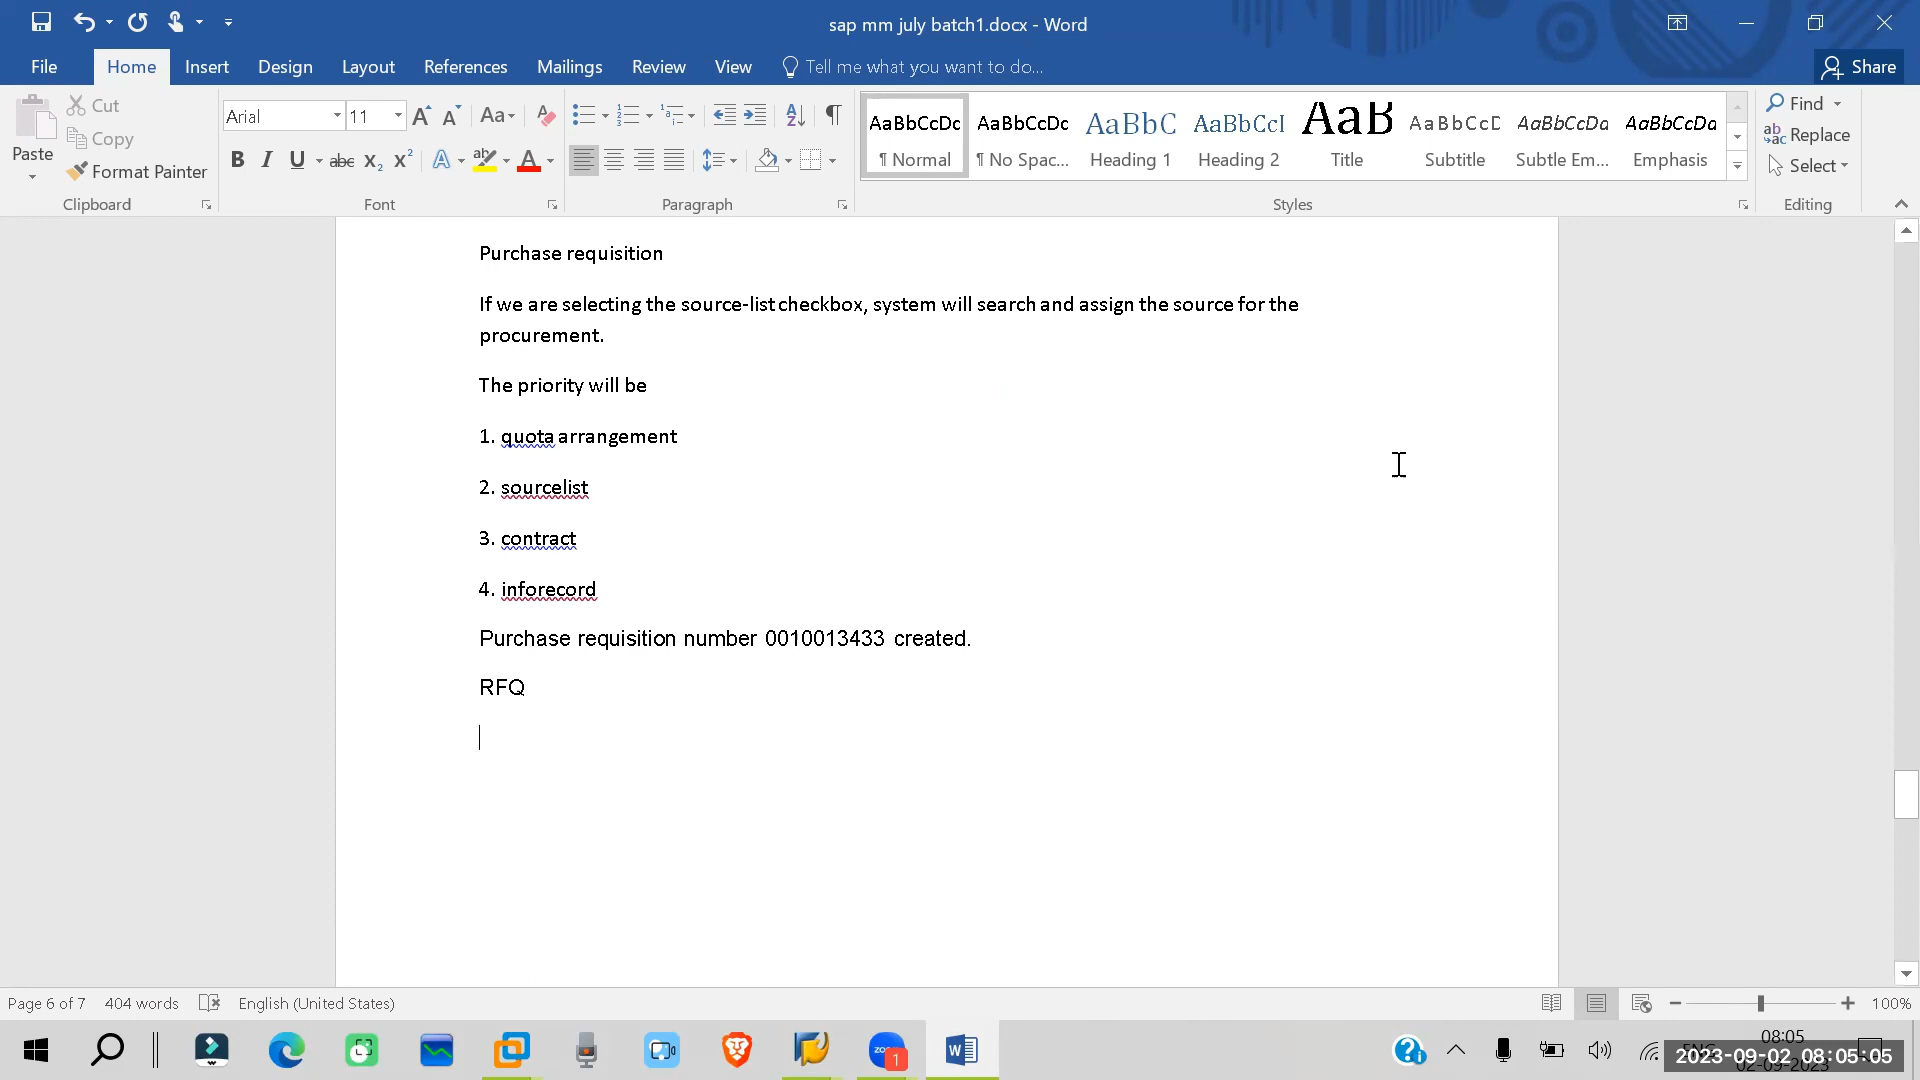 sap mm july batch1.docx - Word
File
Home
Insert
Design
Layout
References
Mailings
Review
View
Tell me what you want to do...
Share
Paste
Cut
Copy
Format Painter
Clipboard
Arial
11
Font
Paragraph
AaBbCcDc
¶ Normal
AaBbCcDc
¶ No Spac...
AaBbC
Heading 1
AaBbCcI
Heading 2
AaB
Title
AaBbCcD
Subtitle
AaBbCcDa
Subtle Em...
AaBbCcDa
Emphasis
Styles
Find
Replace
Select
Editing
Purchase requisition
If we are selecting the source-list checkbox, system will search and assign the source for the
procurement.
The priority will be
1. quota arrangement
2. sourcelist
3. contract
4. inforecord
Purchase requisition number 0010013433 created.
RFQ
Page 6 of 7
404 words
English (United States)
100%
zoom
1
08:05
2023-09-02 08:05:05
02-09-2023